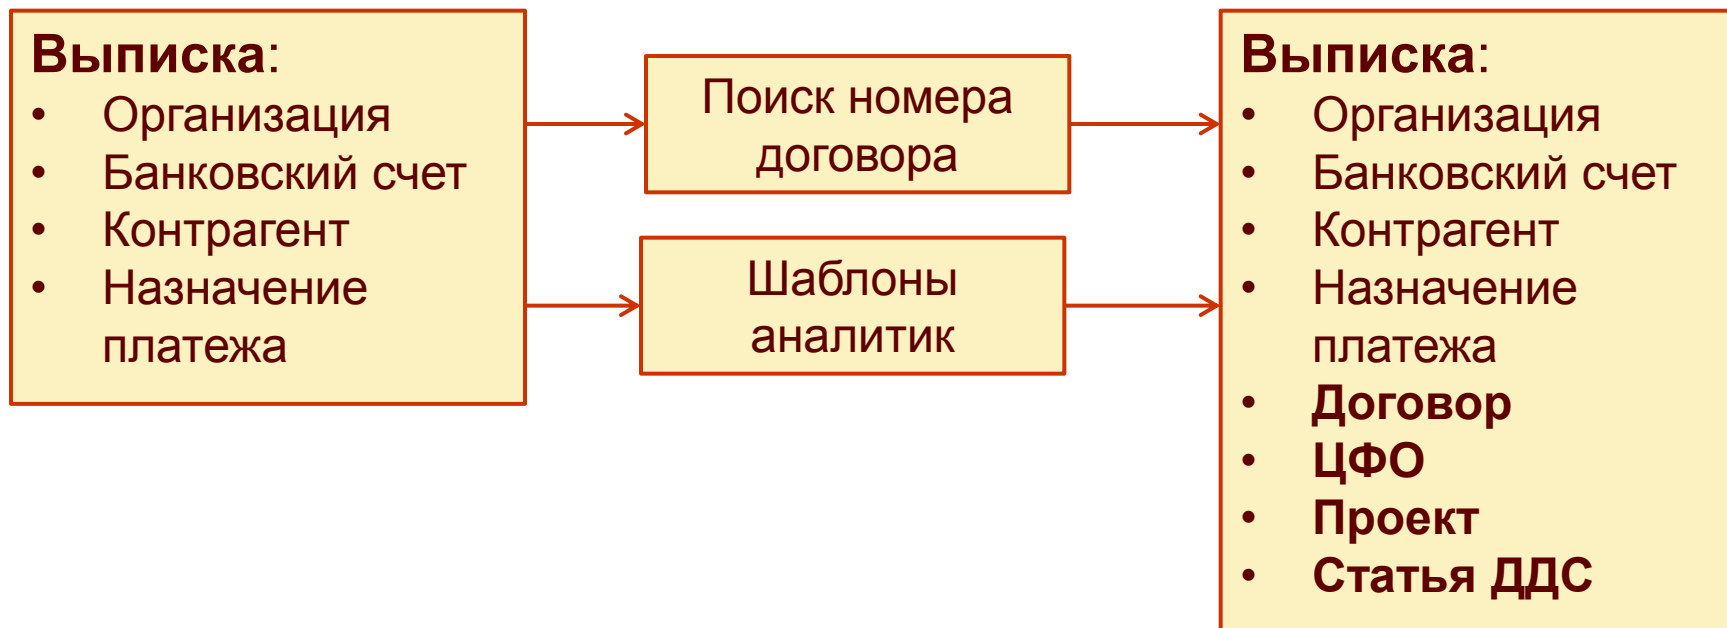 Выписка:
• Организация
• Банковский счет
• Контрагент
• Назначение
платежа
Поиск номера
договора
Шаблоны
аналитик
Выписка:
• Организация
• Банковский счет
• Контрагент
• Назначение
платежа
• Договор
• ЦФО
• Проект
• Статья ДДС